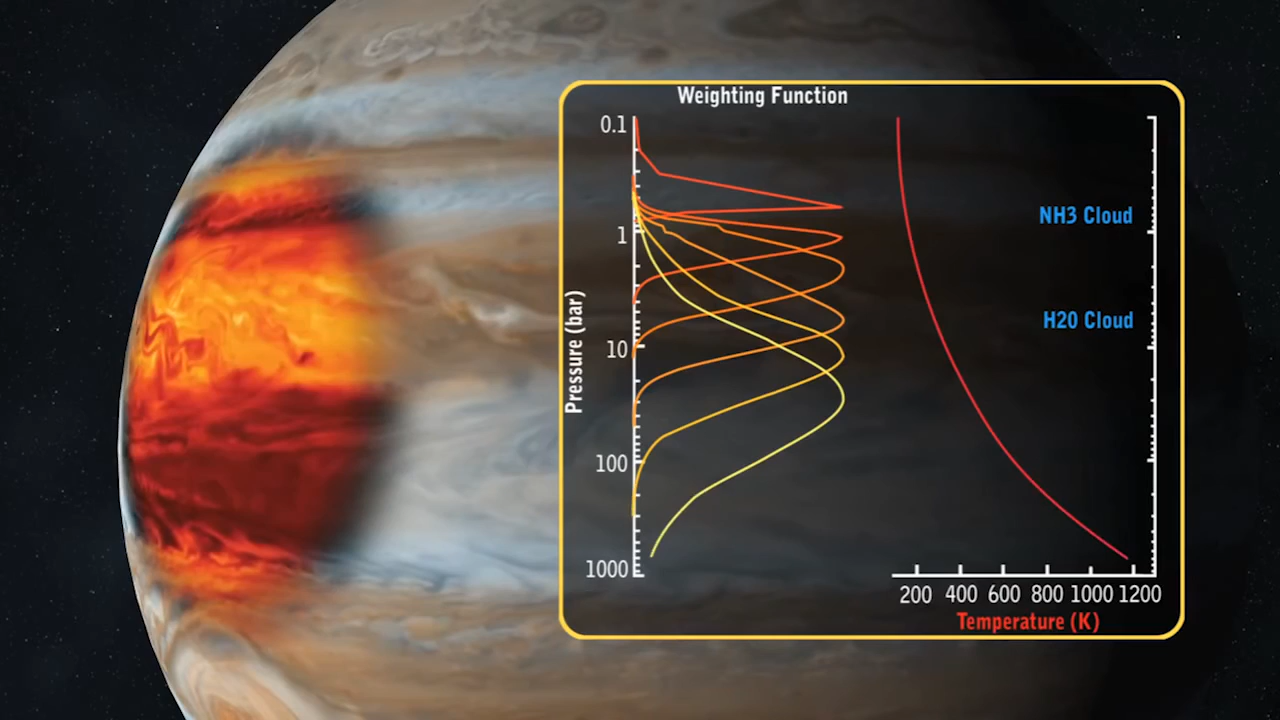 Weighting Function
0.1
1
10
100
1000
Pressure (bar)
NH3 Cloud
H20 Cloud
200 400 600 800 1000 1200
Temperature (K)